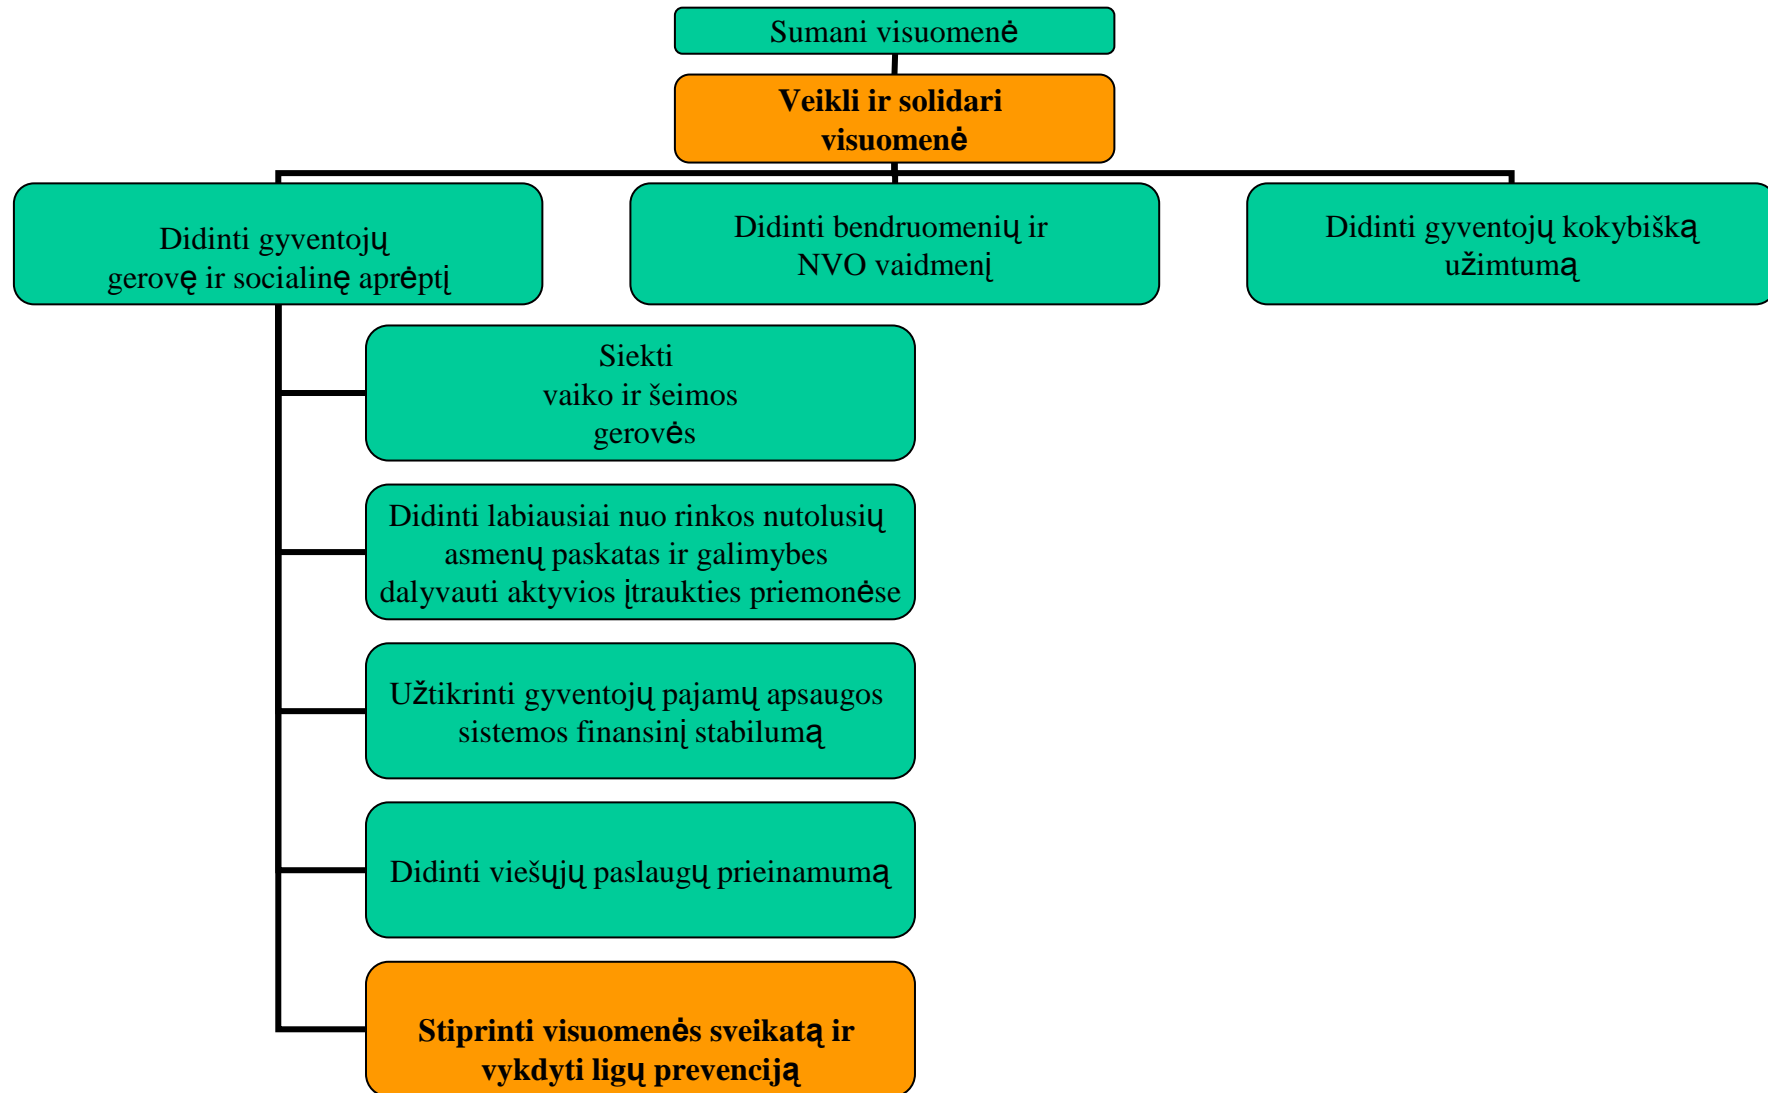 Sumani visuomenė
Veikli ir solidari
visuomenė
Didinti gyventojų
gerovę ir socialinę aprėptį
Didinti bendruomenių ir
NVO vaidmenį
Didinti gyventojų kokybišką
užimtumą
Siekti
vaiko ir šeimos
gerovės
Didinti labiausiai nuo rinkos nutolusių
asmenų paskatas ir galimybes
dalyvauti aktyvios įtraukties priemonėse
Užtikrinti gyventojų pajamų apsaugos
sistemos finansinį stabilumą
Didinti viešųjų paslaugų prieinamumą
Stiprinti visuomenės sveikatą ir
vykdyti ligų prevenciją